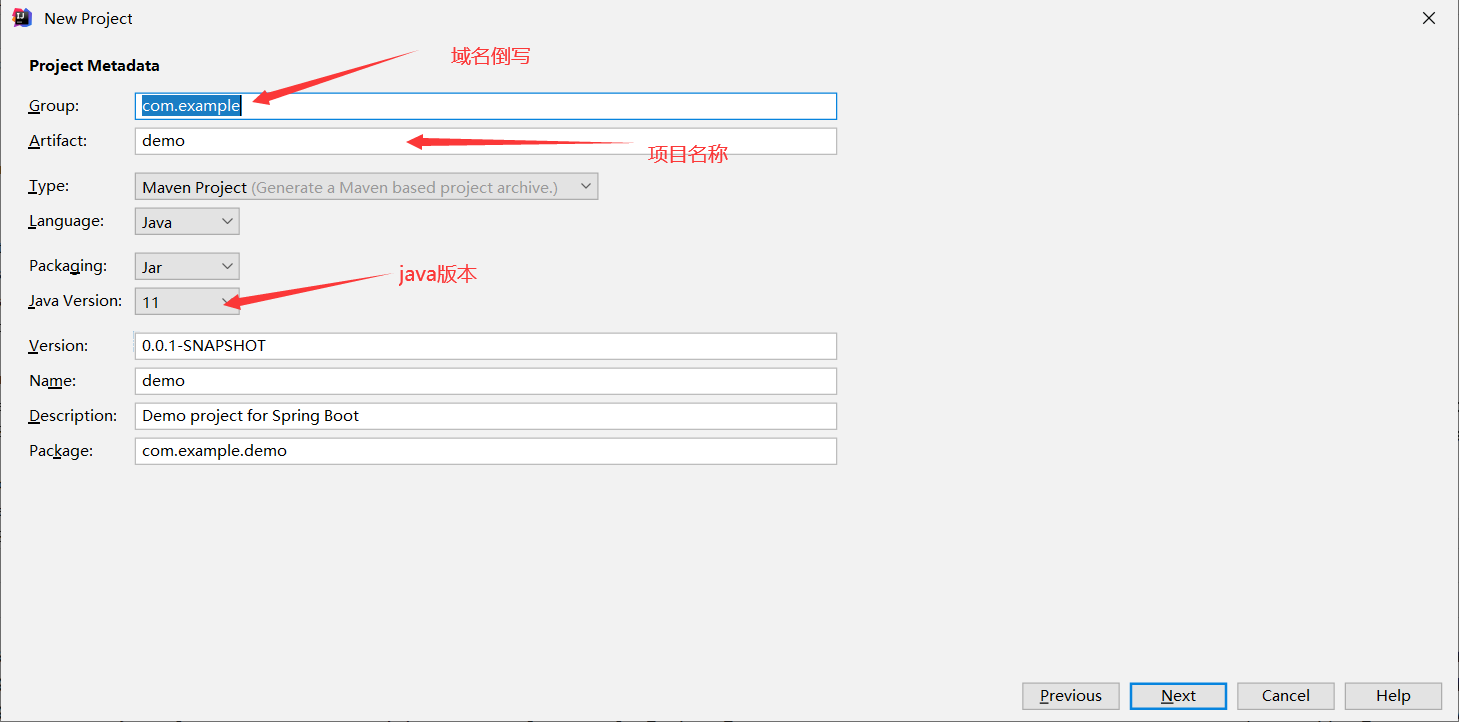 New Project
Project Metadata
域名倒写
Group: com.example
Artifact: demo
项目名称
Type: Maven Project (Generate a Maven based project archive.)
Language: Java
Packaging: Jar
java版本
Java Version: 11
Version: 0.0.1-SNAPSHOT
Name: demo
Description: Demo project for Spring Boot
Package: com.example.demo
Previous Next Cancel Help